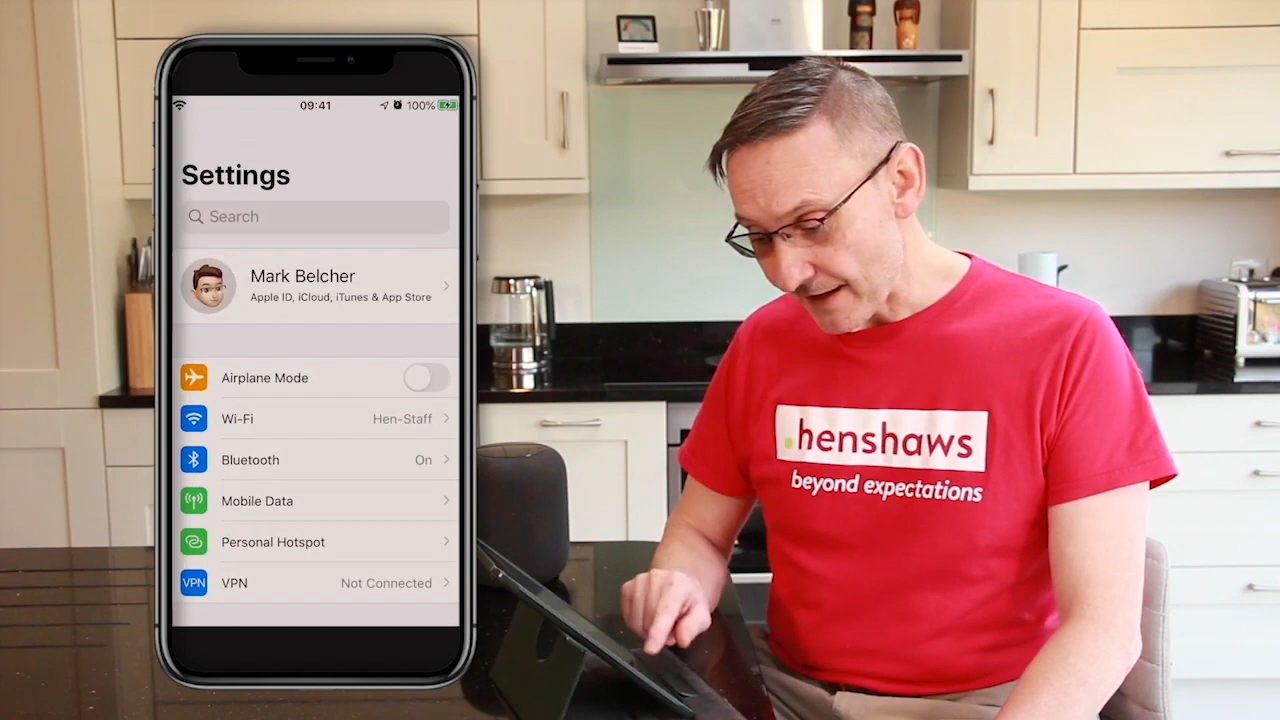 09:41
100%
Settings
Search
Mark Belcher
Apple ID, iCloud, iTunes & App Store
Airplane Mode
Wi-Fi Hen-Staff
Bluetooth On
Mobile Data
Personal Hotspot
VPN VPN Not Connected
.henshaws
beyond expectations